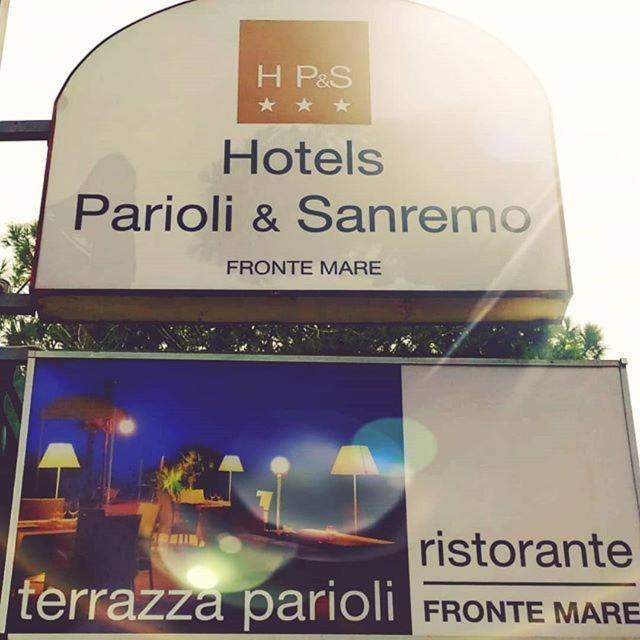 H P&S
★ ★ ★
Hotels
Parioli & Sanremo
FRONTE MARE
terrazza parioli
ristorante
FRONTE MARE